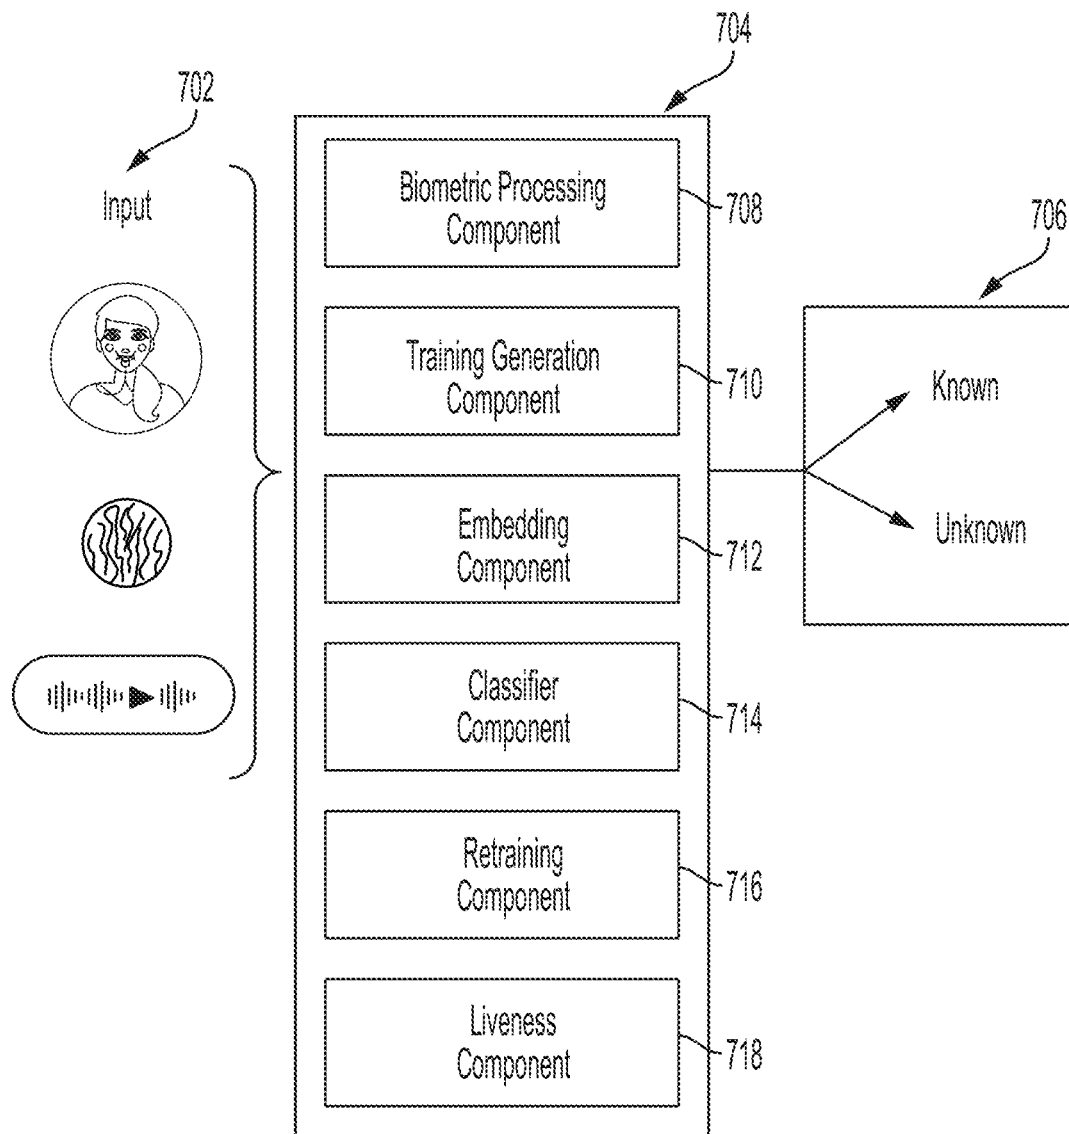 704
702
Input
Biometric Processing
Component
708
706
Training Generation
Component
710
Known
Embedding
Component
712
Unknown
Classifier
Component
714
Retraining
Component
716
Liveness
Component
718